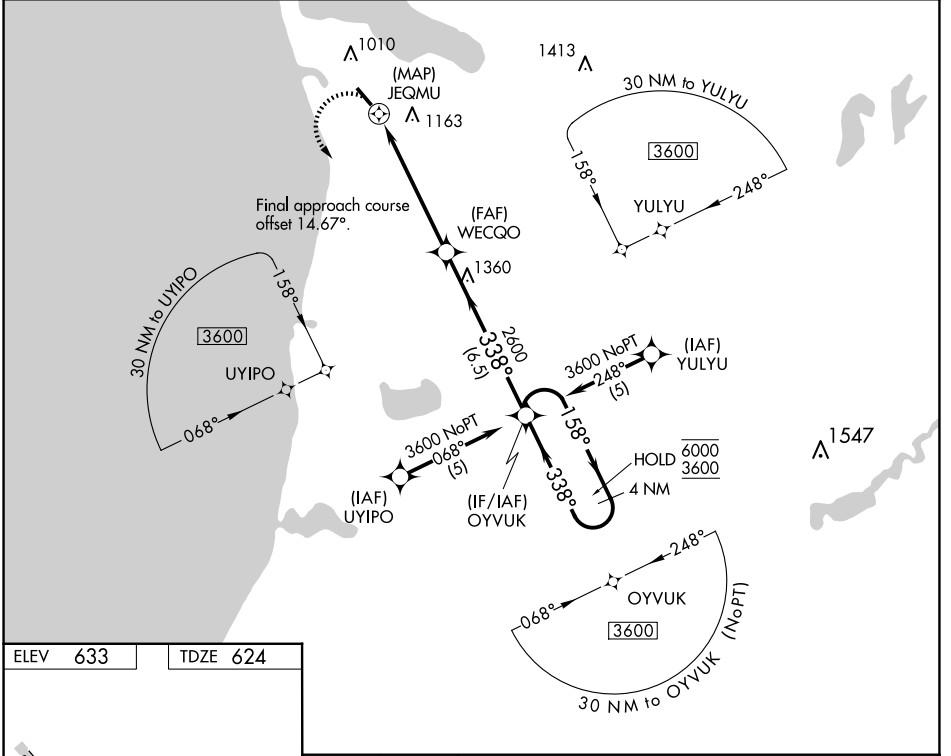 1010
(MAP)
JEQMU
1163
1413
30 NM to YULYU
3600
158°
248°
YULYU
Final approach course
offset 14.67°.
(FAF)
WECQO
1360
30 NM to UYIPO
158°
3600
UYIPO
068°
2600
338°
(6.5)
3600 NoPT
248°
(5)
(IAF)
YULYU
3600 NoPT
068°
(5)
(IAF)
UYIPO
(IF/IAF)
OYVUK
158°
338°
HOLD 6000
3600
4 NM
1547
248°
068°
OYVUK
3600
30 NM to OYVUK (NoPT)
ELEV 633
TDZE 624